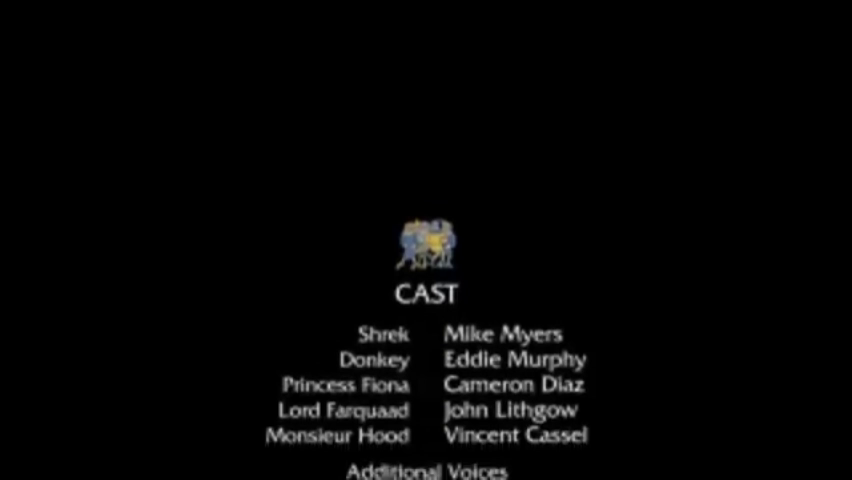 CAST
Shrek Mike Myers
Donkey Eddie Murphy
Princess Fiona Cameron Diaz
Lord Farquaad John Lithgow
Monsieur Hood Vincent Cassel
Additional Voices